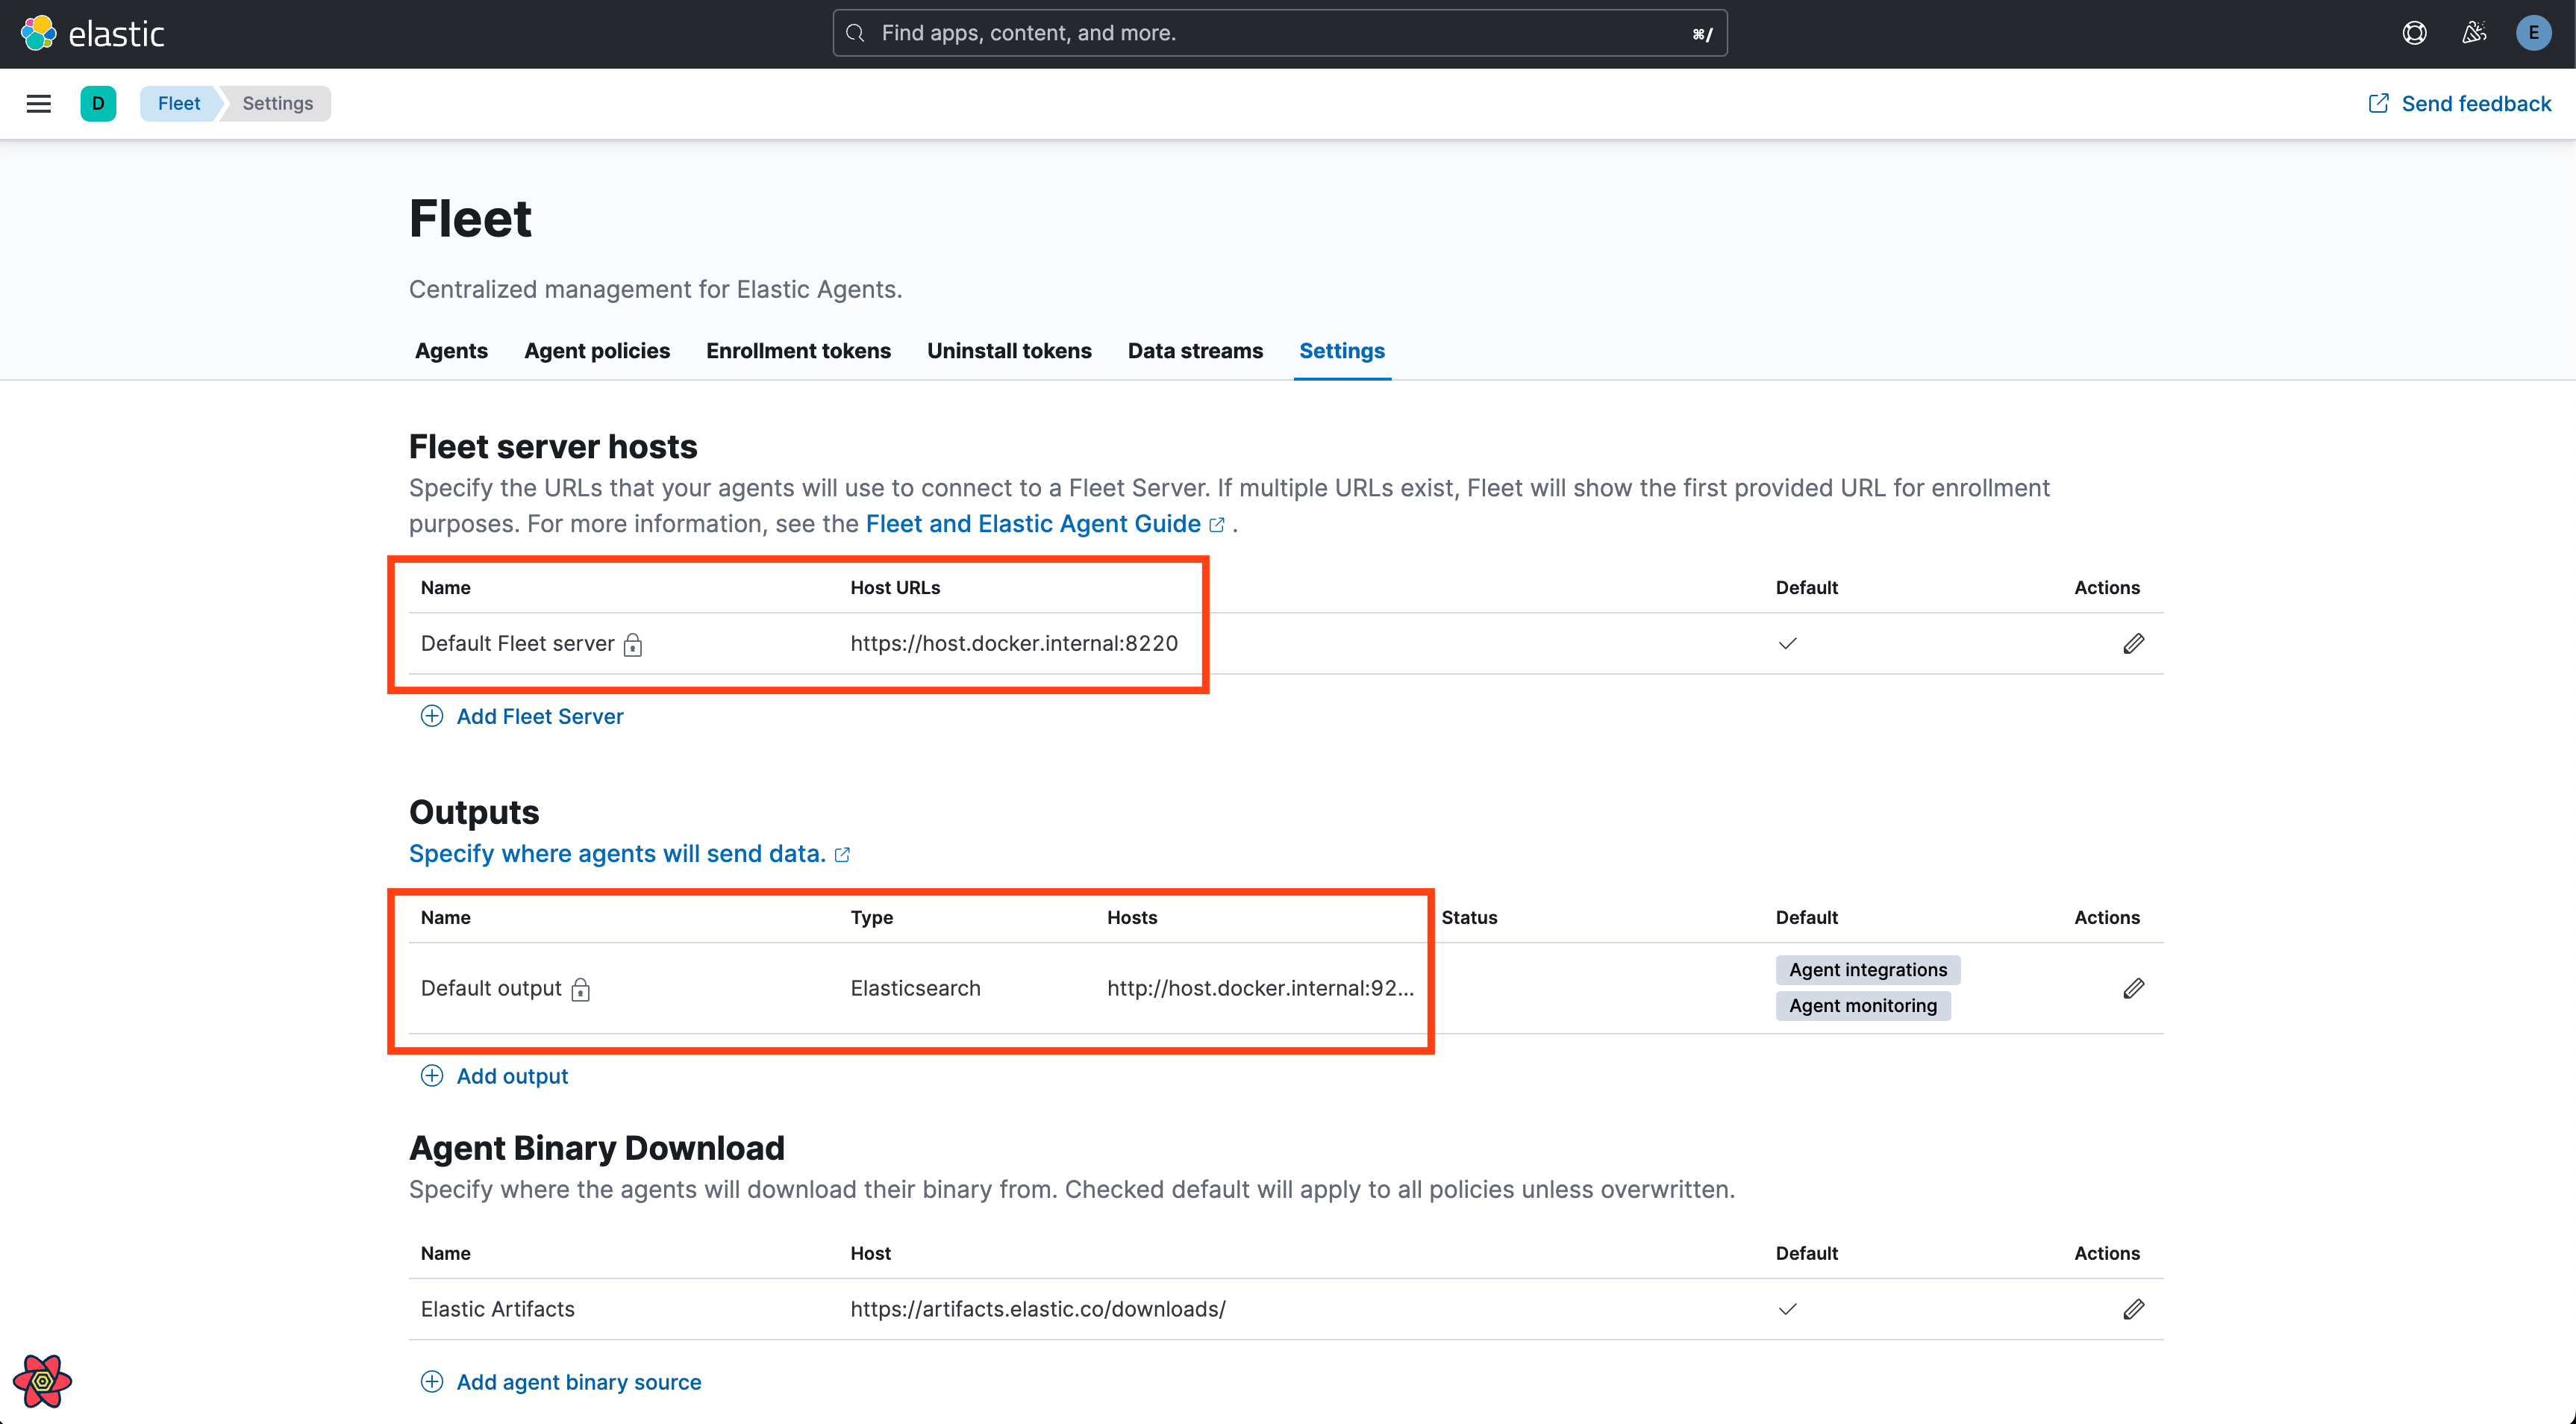 elastic
Find apps, content, and more.
⌘/
E
D
Fleet
Settings
Send feedback
Fleet
Centralized management for Elastic Agents.
Agents
Agent policies
Enrollment tokens
Uninstall tokens
Data streams
Settings
Fleet server hosts
Specify the URLs that your agents will use to connect to a Fleet Server. If multiple URLs exist, Fleet will show the first provided URL for enrollment
purposes. For more information, see the Fleet and Elastic Agent Guide .
Name Host URLs Default Actions
Default Fleet server https://host.docker.internal:8220
Add Fleet Server
Outputs
Specify where agents will send data.
Name Type Hosts Status Default Actions
Default output Elasticsearch http://host.docker.internal:92...
Agent integrations
Agent monitoring
Add output
Agent Binary Download
Specify where the agents will download their binary from. Checked default will apply to all policies unless overwritten.
Name Host Default Actions
Elastic Artifacts https://artifacts.elastic.co/downloads/
Add agent binary source